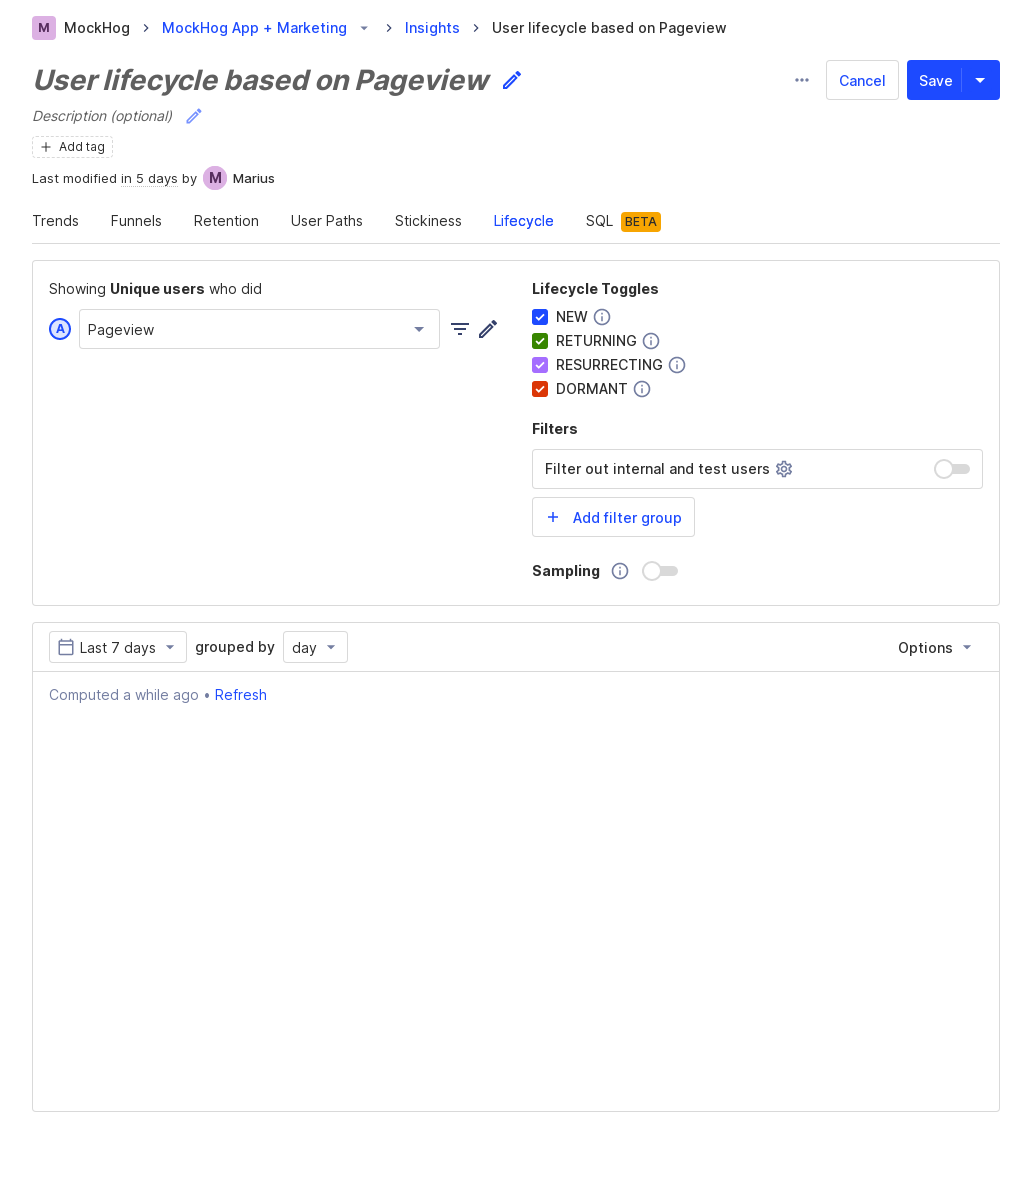 M MockHog MockHog App + Marketing Insights User lifecycle based on Pageview
User lifecycle based on Pageview
Cancel Save
Description (optional)
Add tag
Last modified in 5 days by M Marius
Trends Funnels Retention User Paths Stickiness Lifecycle SQL BETA
Showing Unique users who did
A Pageview
Lifecycle Toggles
NEW
RETURNING
RESURRECTING
DORMANT
Filters
Filter out internal and test users
Add filter group
Sampling
Last 7 days grouped by day Options
Computed a while ago • Refresh